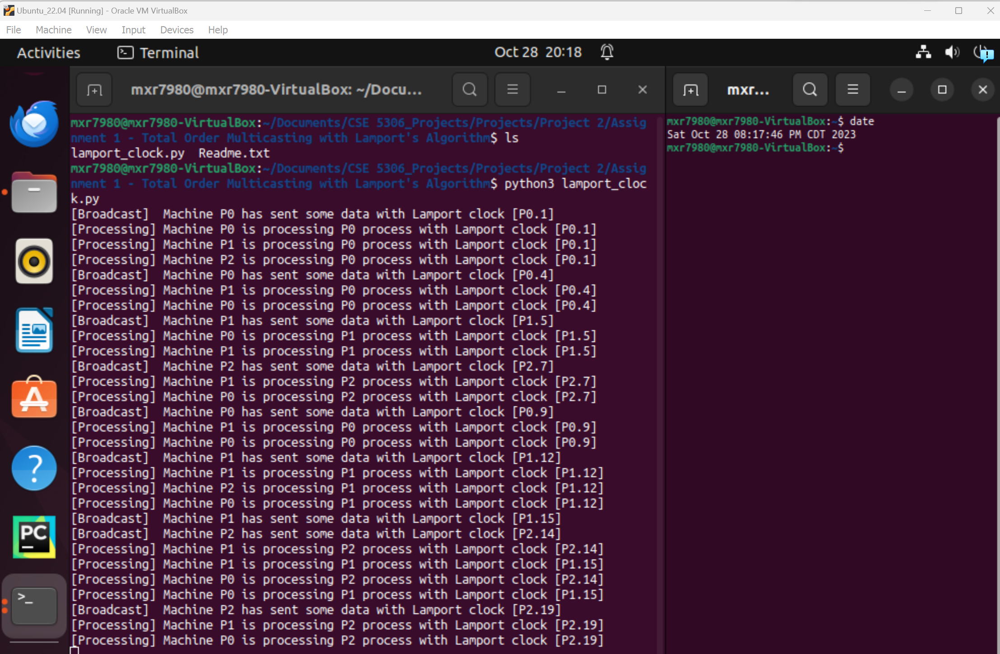 Ubuntu_22.04 [Running] - Oracle VM VirtualBox
File Machine View Input Devices Help
Activities Terminal Oct 28 20:18
mxr7980@mxr7980-VirtualBox: ~/Docu...
mxr7980@mxr7980-VirtualBox:~/Documents/CSE 5306_Projects/Projects/Project 2/Assig
nment 1 - Total Order Multicasting with Lamport's Algorithm$ ls
lamport_clock.py Readme.txt
mxr7980@mxr7980-VirtualBox:~/Documents/CSE 5306_Projects/Projects/Project 2/Assig
nment 1 - Total Order Multicasting with Lamport's Algorithm$ python3 lamport_cloc
k.py
[Broadcast] Machine P0 has sent some data with Lamport clock [P0.1]
[Processing] Machine P0 is processing P0 process with Lamport clock [P0.1]
[Processing] Machine P1 is processing P0 process with Lamport clock [P0.1]
[Processing] Machine P2 is processing P0 process with Lamport clock [P0.1]
[Broadcast] Machine P0 has sent some data with Lamport clock [P0.4]
[Processing] Machine P1 is processing P0 process with Lamport clock [P0.4]
[Processing] Machine P0 is processing P0 process with Lamport clock [P0.4]
[Broadcast] Machine P1 has sent some data with Lamport clock [P1.5]
[Processing] Machine P0 is processing P1 process with Lamport clock [P1.5]
[Processing] Machine P1 is processing P1 process with Lamport clock [P1.5]
[Broadcast] Machine P2 has sent some data with Lamport clock [P2.7]
[Processing] Machine P1 is processing P2 process with Lamport clock [P2.7]
[Processing] Machine P0 is processing P2 process with Lamport clock [P2.7]
[Broadcast] Machine P0 has sent some data with Lamport clock [P0.9]
[Processing] Machine P1 is processing P0 process with Lamport clock [P0.9]
[Processing] Machine P0 is processing P0 process with Lamport clock [P0.9]
[Broadcast] Machine P1 has sent some data with Lamport clock [P1.12]
[Processing] Machine P1 is processing P1 process with Lamport clock [P1.12]
[Processing] Machine P2 is processing P1 process with Lamport clock [P1.12]
[Processing] Machine P0 is processing P1 process with Lamport clock [P1.12]
[Broadcast] Machine P1 has sent some data with Lamport clock [P1.15]
[Broadcast] Machine P2 has sent some data with Lamport clock [P2.14]
[Processing] Machine P1 is processing P2 process with Lamport clock [P2.14]
[Processing] Machine P1 is processing P1 process with Lamport clock [P1.15]
[Processing] Machine P0 is processing P2 process with Lamport clock [P2.14]
[Processing] Machine P0 is processing P1 process with Lamport clock [P1.15]
[Broadcast] Machine P2 has sent some data with Lamport clock [P2.19]
[Processing] Machine P1 is processing P2 process with Lamport clock [P2.19]
[Processing] Machine P0 is processing P2 process with Lamport clock [P2.19]
mxr...
mxr7980@mxr7980-VirtualBox:~$ date
Sat Oct 28 08:17:46 PM CDT 2023
mxr7980@mxr7980-VirtualBox:~$
PC